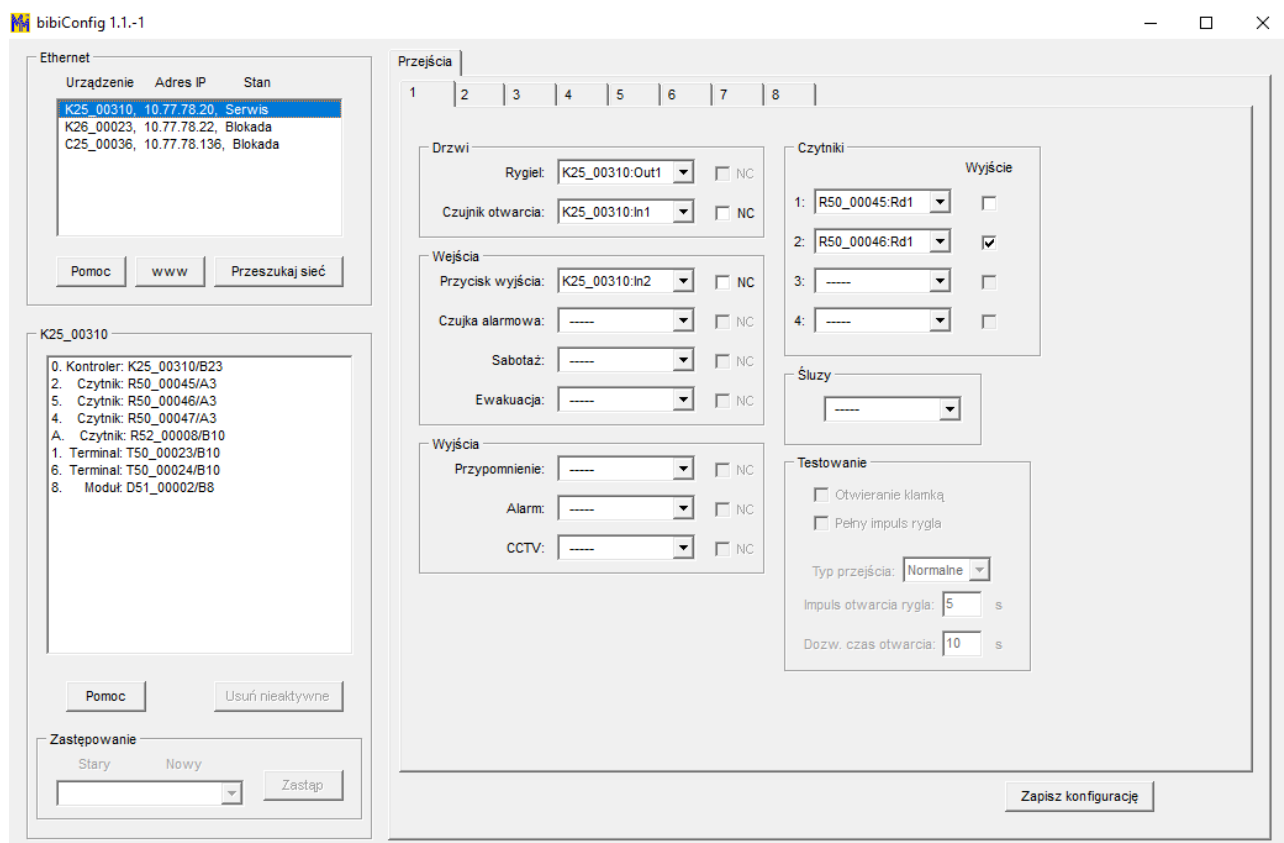 bibiConfig 1.1.-1
Ethernet
Urządzenie Adres IP Stan
K25_00310, 10.77.78.20, Serwis
K26_00023, 10.77.78.22, Blokada
C25_00036, 10.77.78.136, Blokada
Pomoc www Przeszukaj sieć
K25_00310
0. Kontroler: K25_00310/B23
2. Czytnik: R50_00045/A3
5. Czytnik: R50_00046/A3
4. Czytnik: R50_00047/A3
A. Czytnik: R52_00008/B10
1. Terminal: T50_00023/B10
6. Terminal: T50_00024/B10
8. Moduł: D51_00002/B8
Pomoc Usuń nieaktywne
Zastępowanie
Stary Nowy
Zastąp
Przejścia
1 2 3 4 5 6 7 8
Drzwi
Rygiel: K25_00310:Out1 NC
Czujnik otwarcia: K25_00310:In1 NC
Wejścia
Przycisk wyjścia: K25_00310:In2 NC
Czujka alarmowa: ----- NC
Sabotaż: ----- NC
Ewakuacja: ----- NC
Wyjścia
Przypomnienie: ----- NC
Alarm: ----- NC
CCTV: ----- NC
Czytniki
Wyjście
1: R50_00045:Rd1
2: R50_00046:Rd1
3: -----
4: -----
Śluzy
-----
Testowanie
Otwieranie klamką
Pełny impuls rygla
Typ przejścia: Normalne
Impuls otwarcia rygla: 5 s
Dozw. czas otwarcia: 10 s
Zapisz konfigurację